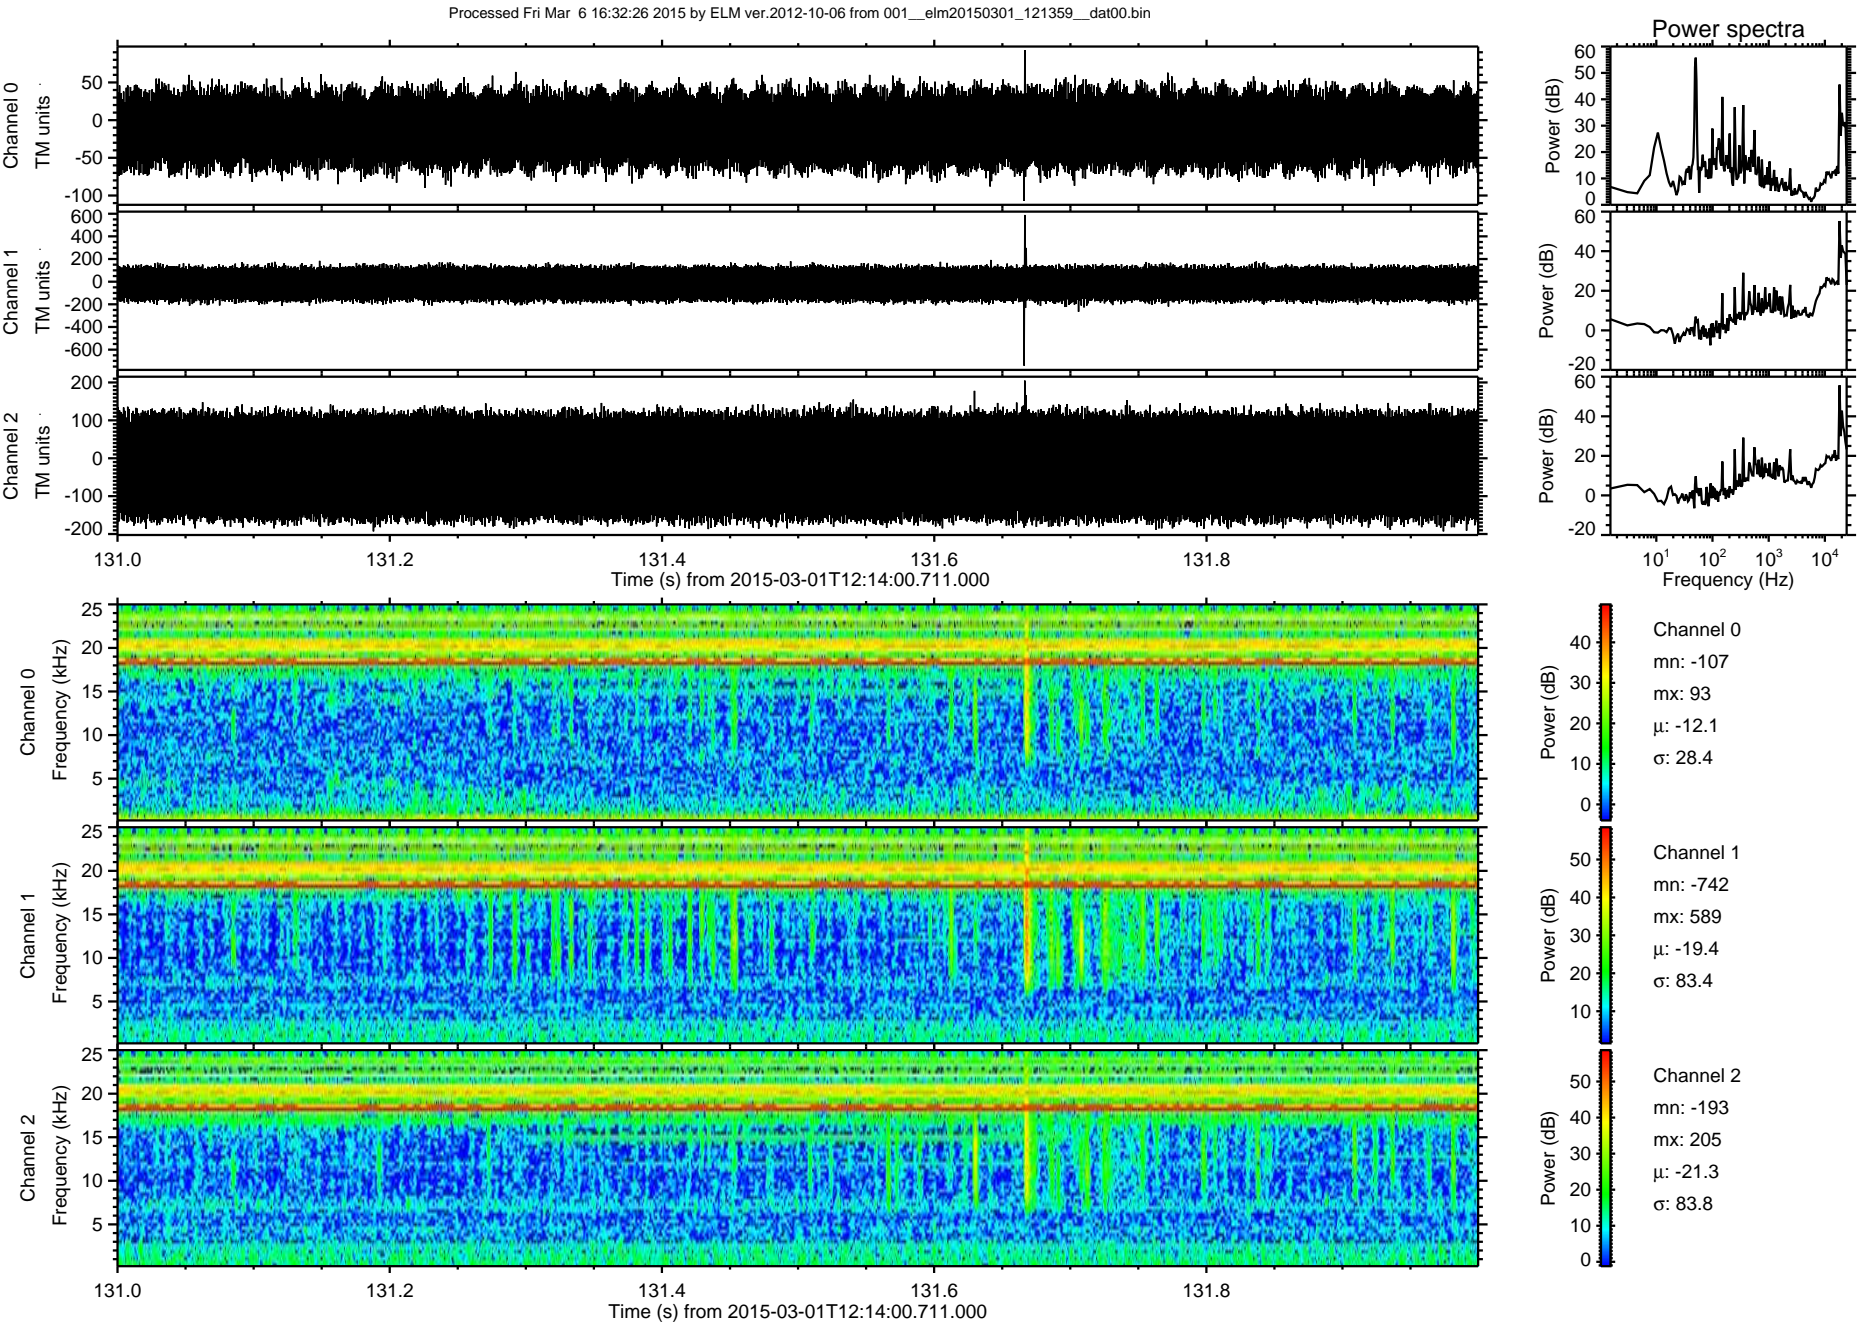 Processed Fri Mar  6 16:32:26 2015 by ELM ver.2012-10-06 from 001__elm20150301_121359__dat00.bin
Power spectra
Channel 0
TM units
50
0
-50
-100
Power (dB)
60
50
40
30
20
10
0
Channel 1
TM units
600
400
200
0
-200
-400
-600
Power (dB)
60
40
20
0
-20
Channel 2
TM units
200
100
0
-100
-200
Power (dB)
60
40
20
0
-20
131.0 131.2 131.4 131.6 131.8
Time (s) from 2015-03-01T12:14:00.711.000
10¹ 10² 10³ 10⁴
Frequency (Hz)
Channel 0
Frequency (kHz)
25
20
15
10
5
Power (dB)
40
30
20
10
0
Channel 0
mn: -107
mx: 93
μ: -12.1
σ: 28.4
Channel 1
Frequency (kHz)
25
20
15
10
5
Power (dB)
50
40
30
20
10
Channel 1
mn: -742
mx: 589
μ: -19.4
σ: 83.4
Channel 2
Frequency (kHz)
25
20
15
10
5
Power (dB)
50
40
30
20
10
0
Channel 2
mn: -193
mx: 205
μ: -21.3
σ: 83.8
131.0 131.2 131.4 131.6 131.8
Time (s) from 2015-03-01T12:14:00.711.000